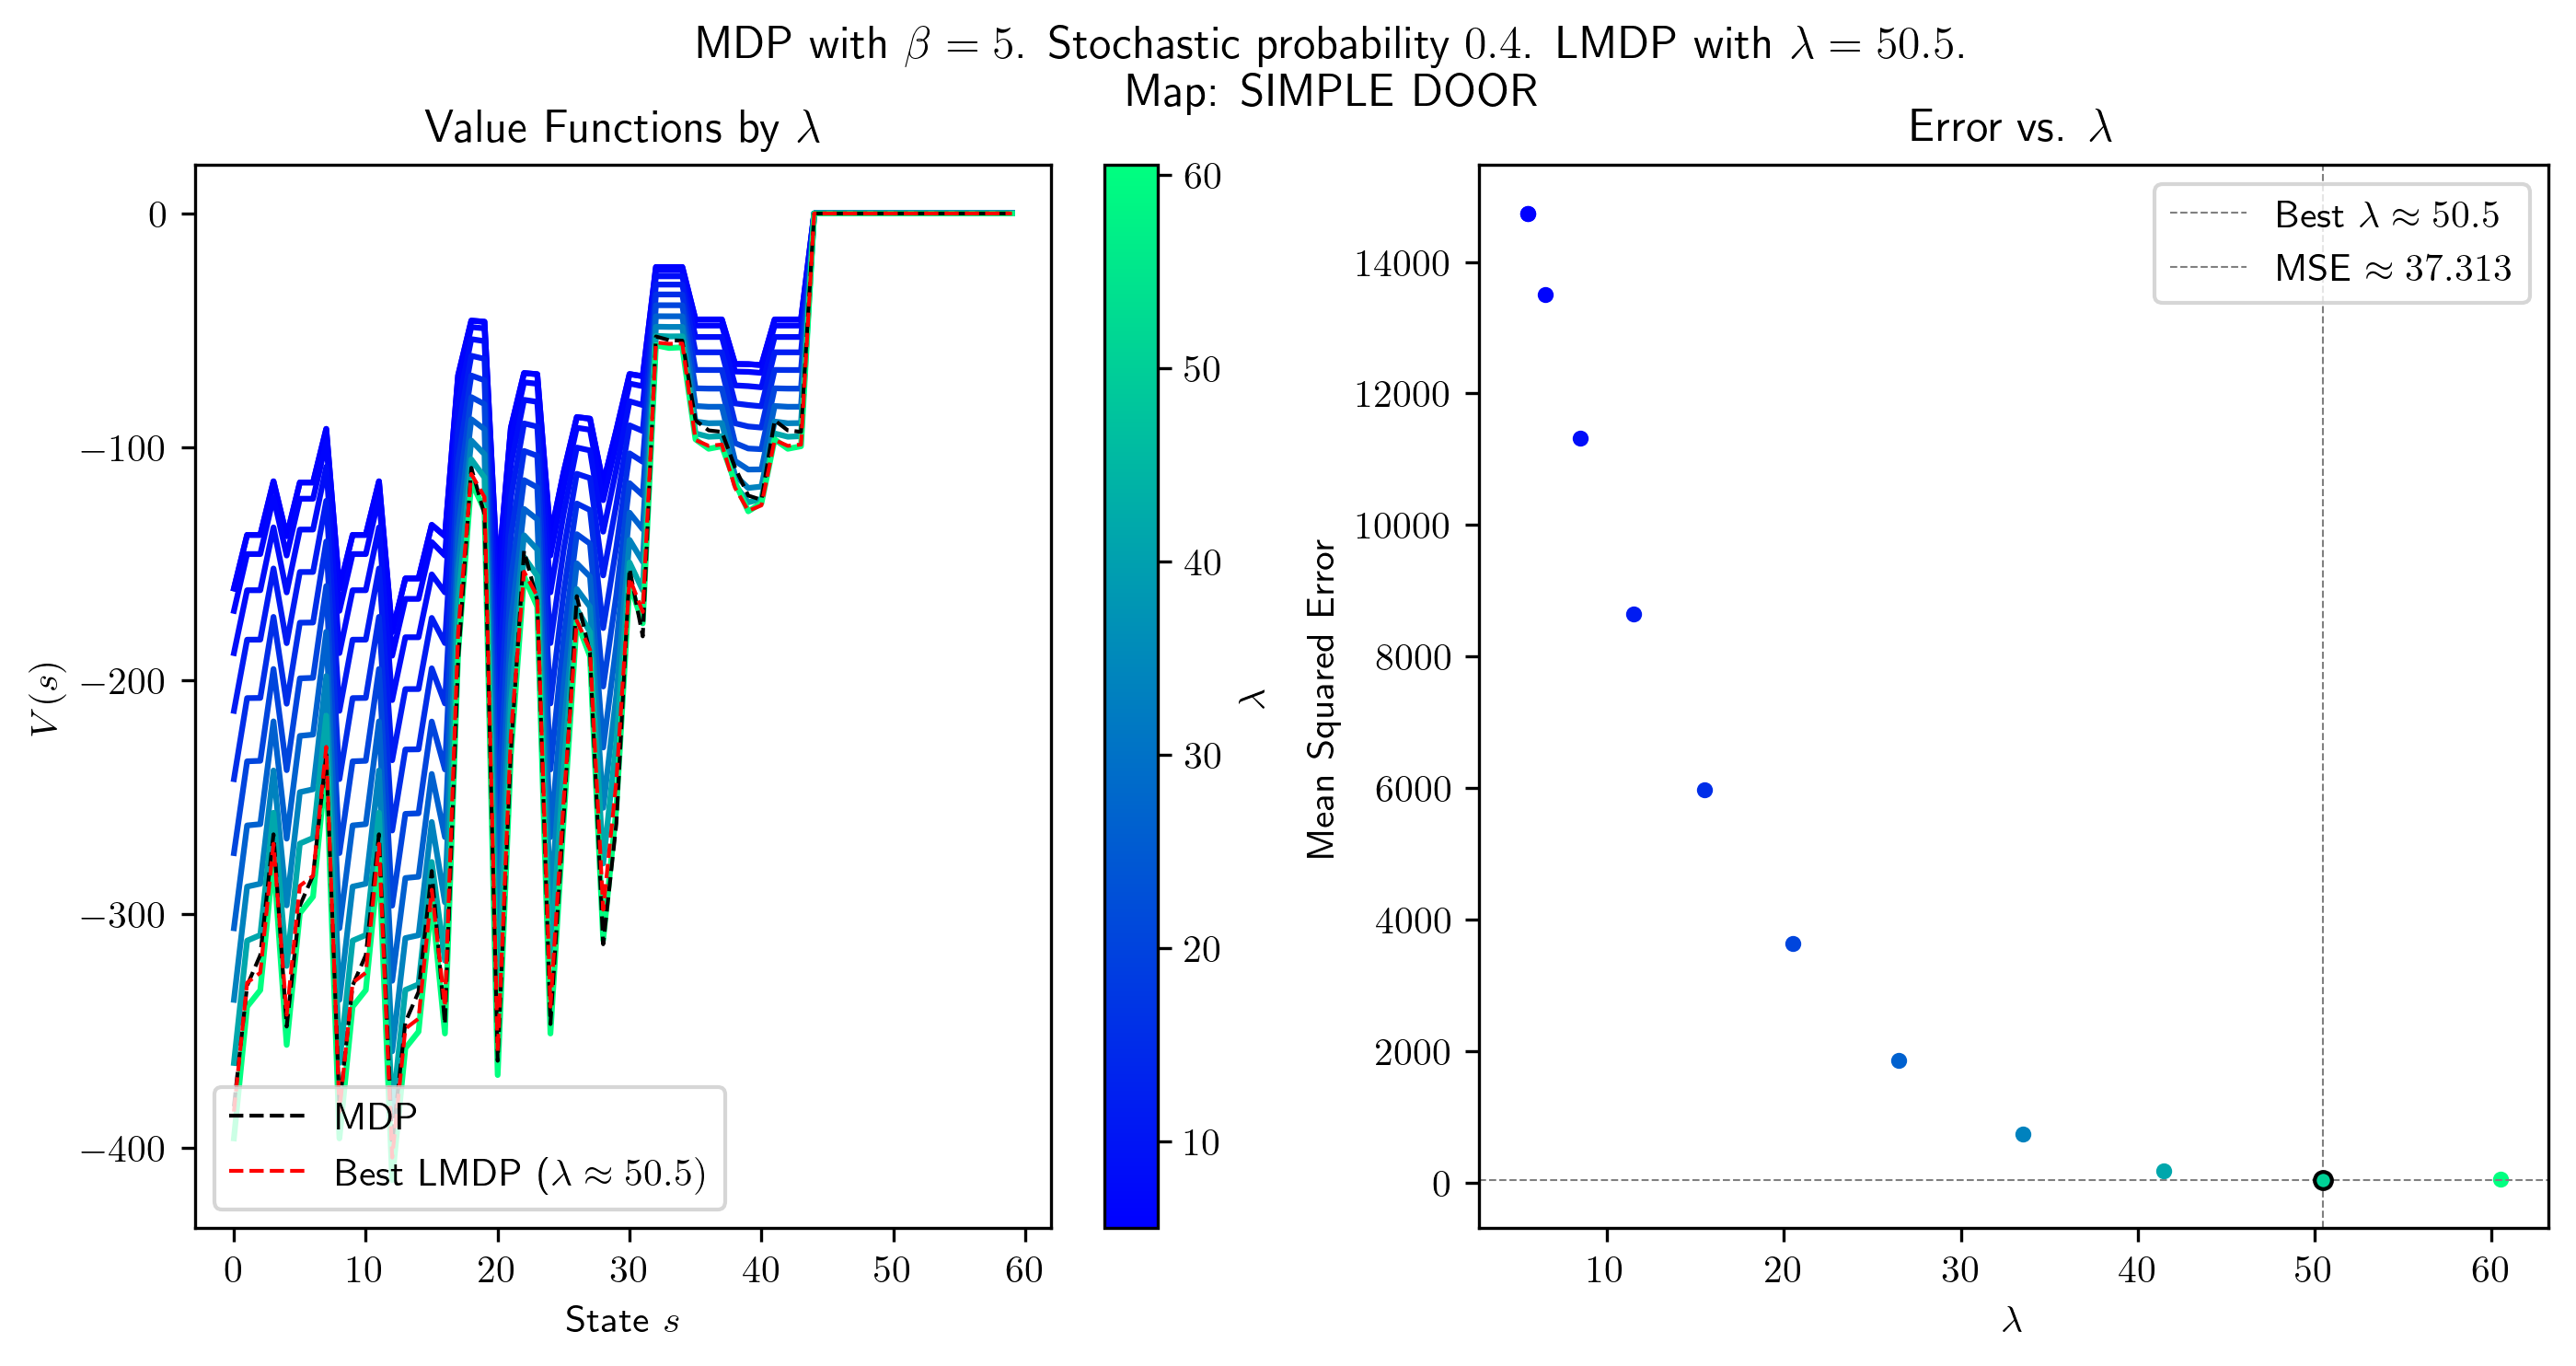 MDP with β = 5. Stochastic probability 0.4. LMDP with λ = 50.5.
Map: SIMPLE DOOR
Value Functions by λ
0
−100
−200
−300
−400
V(s)
MDP
Best LMDP (λ ≈ 50.5)
0 10 20 30 40 50 60
State s
60
50
40
30
20
10
λ
Error vs. λ
Best λ ≈ 50.5
MSE ≈ 37.313
14000
12000
10000
8000
6000
4000
2000
0
Mean Squared Error
10 20 30 40 50 60
λ